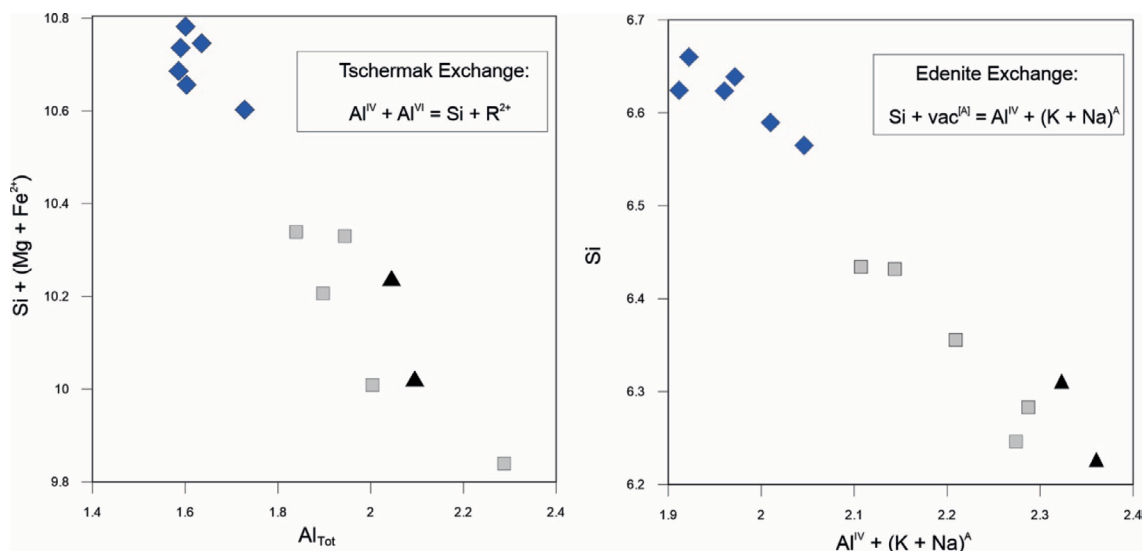 10.8
10.6
10.4
10.2
10
9.8
Si + (Mg + Fe²⁺)
Tschermak Exchange:
Al^IV + Al^VI = Si + R²⁺
1.4 1.6 1.8 2 2.2 2.4
Al_Tot
6.7
6.6
6.5
6.4
6.3
6.2
Si
Edenite Exchange:
Si + vac^[A] = Al^IV + (K + Na)^A
1.9 2 2.1 2.2 2.3 2.4
Al^IV + (K + Na)^A